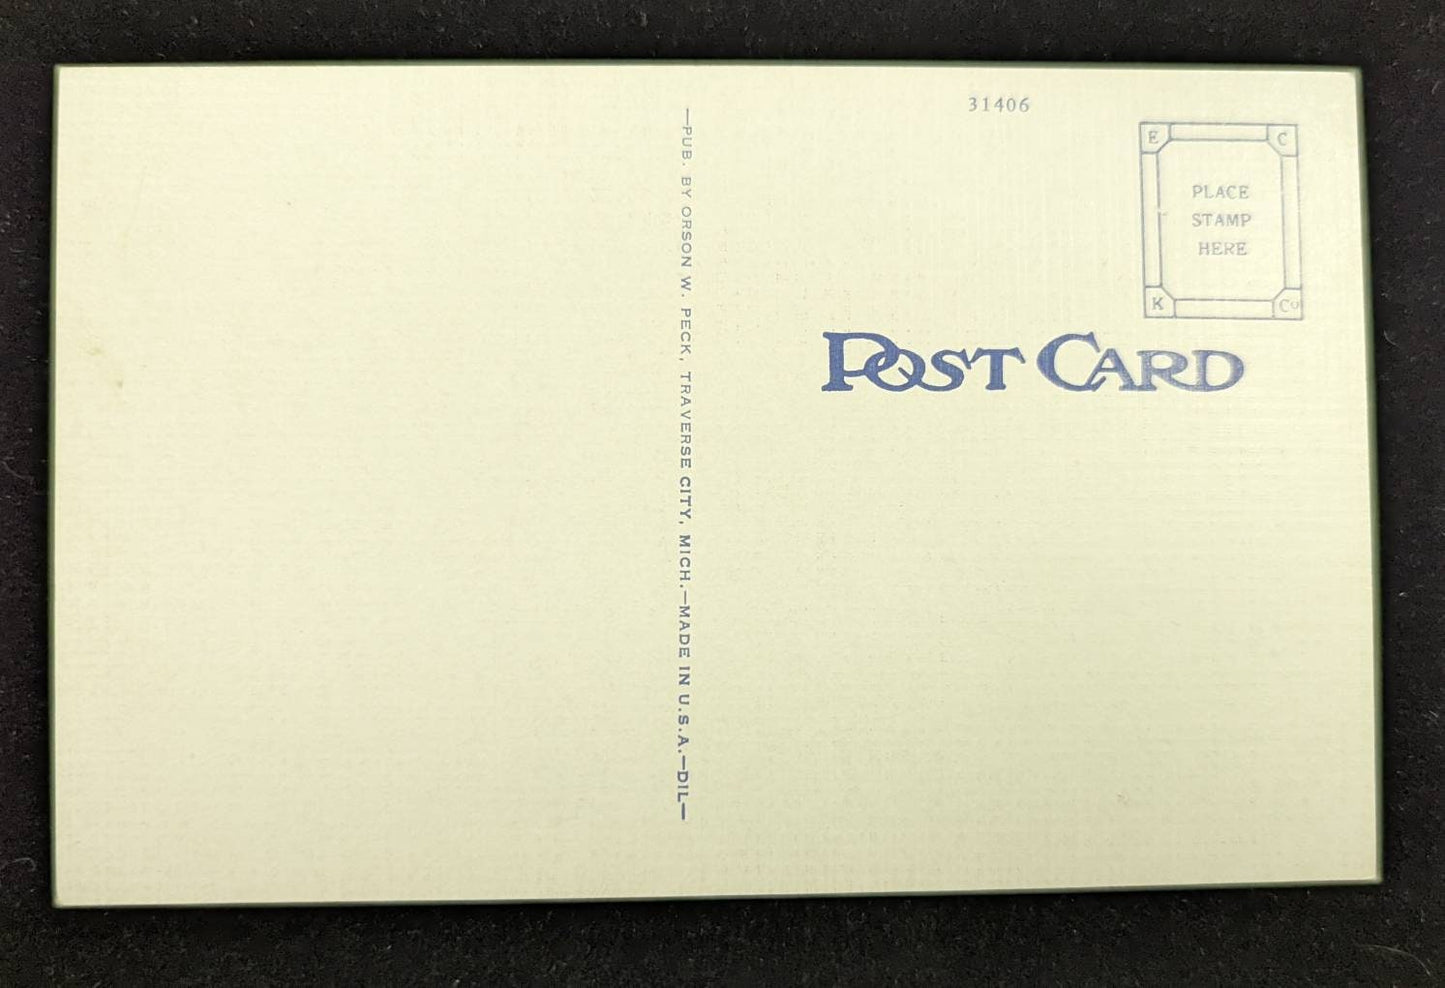 31406
E C
PLACE
STAMP
HERE
K Co
POST CARD
—PUB. BY ORSON W. PECK, TRAVERSE CITY, MICH.—MADE IN U.S.A.—DIL—